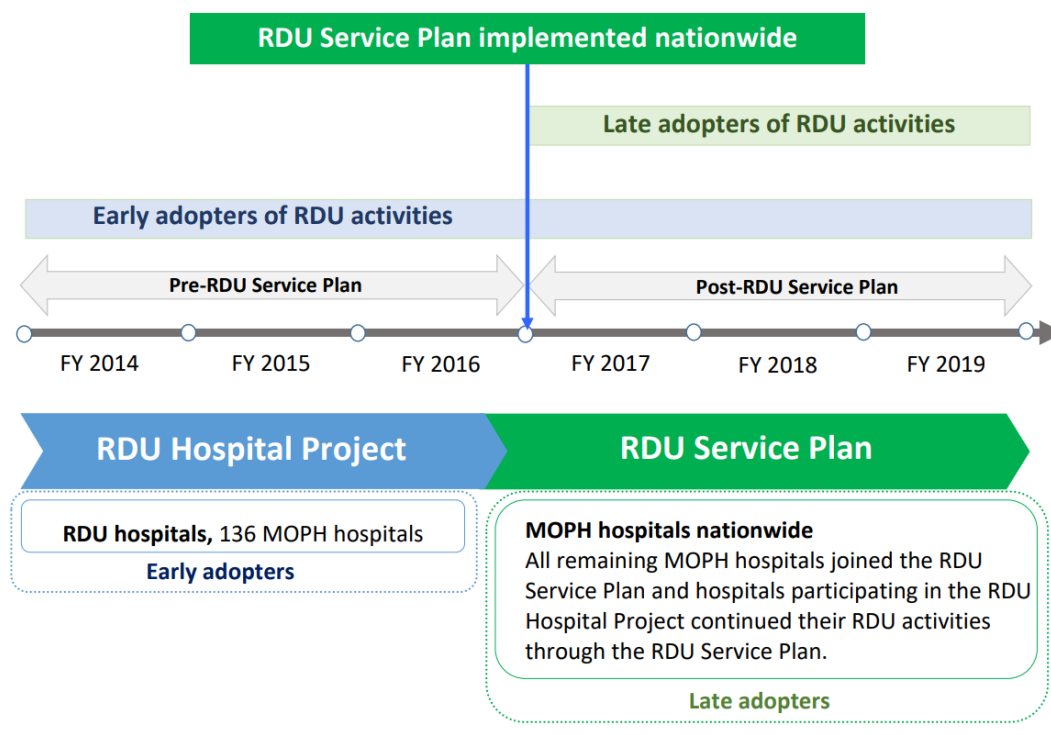 RDU Service Plan implemented nationwide
Late adopters of RDU activities
Early adopters of RDU activities
Pre-RDU Service Plan
Post-RDU Service Plan
FY 2014
FY 2015
FY 2016
FY 2017
FY 2018
FY 2019
RDU Hospital Project
RDU Service Plan
RDU hospitals, 136 MOPH hospitals
Early adopters
MOPH hospitals nationwide
All remaining MOPH hospitals joined the RDU
Service Plan and hospitals participating in the RDU
Hospital Project continued their RDU activities
through the RDU Service Plan.
Late adopters